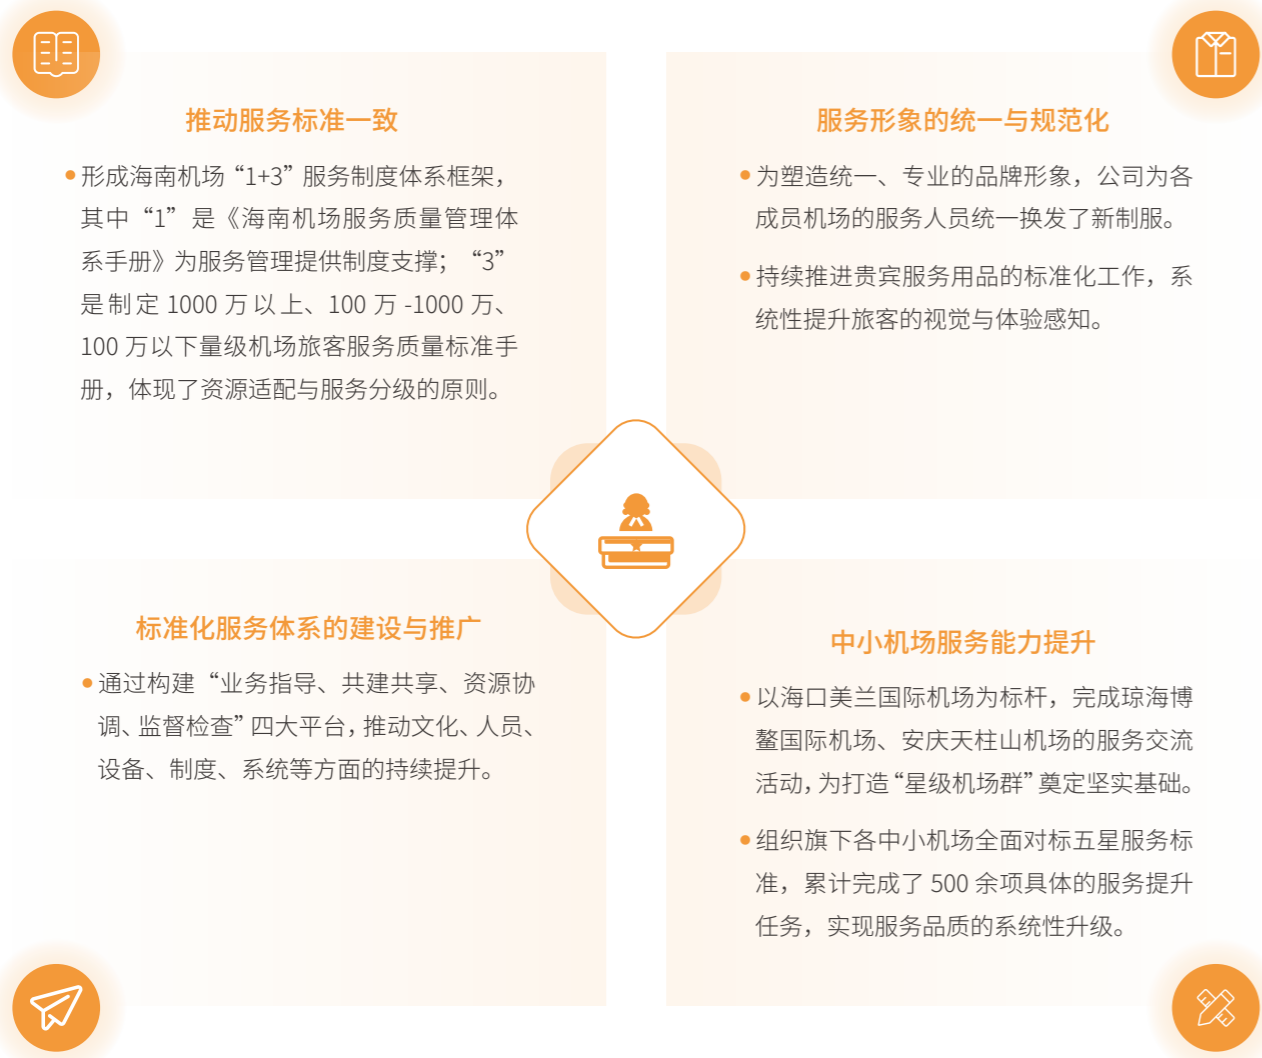 推动服务标准一致
形成海南机场“1+3”服务制度体系框架，
其中“1”是《海南机场服务质量管理体
系手册》为服务管理提供制度支撑；“3”
是制定 1000 万以上、100 万 -1000 万、
100 万以下量级机场旅客服务质量标准手
册，体现了资源适配与服务分级的原则。
服务形象的统一与规范化
为塑造统一、专业的品牌形象，公司为各
成员机场的服务人员统一换发了新制服。
持续推进贵宾服务用品的标准化工作，系
统性提升旅客的视觉与体验感知。
标准化服务体系的建设与推广
通过构建“业务指导、共建共享、资源协
调、监督检查”四大平台，推动文化、人员、
设备、制度、系统等方面的持续提升。
中小机场服务能力提升
以海口美兰国际机场为标杆，完成琼海博
鳌国际机场、安庆天柱山机场的服务交流
活动，为打造“星级机场群”奠定坚实基础。
组织旗下各中小机场全面对标五星服务标
准，累计完成了 500 余项具体的服务提升
任务，实现服务品质的系统性升级。